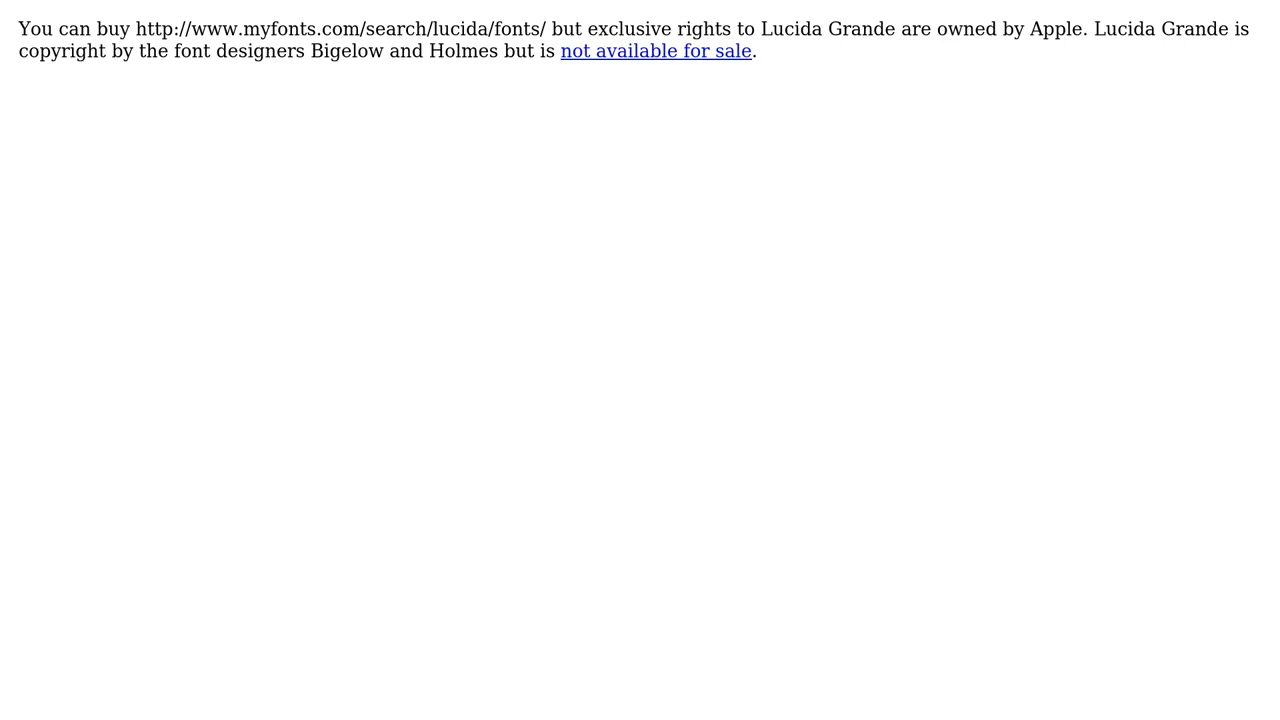 You can buy http://www.myfonts.com/search/lucida/fonts/ but exclusive rights to Lucida Grande are owned by Apple. Lucida Grande is
copyright by the font designers Bigelow and Holmes but is not available for sale.